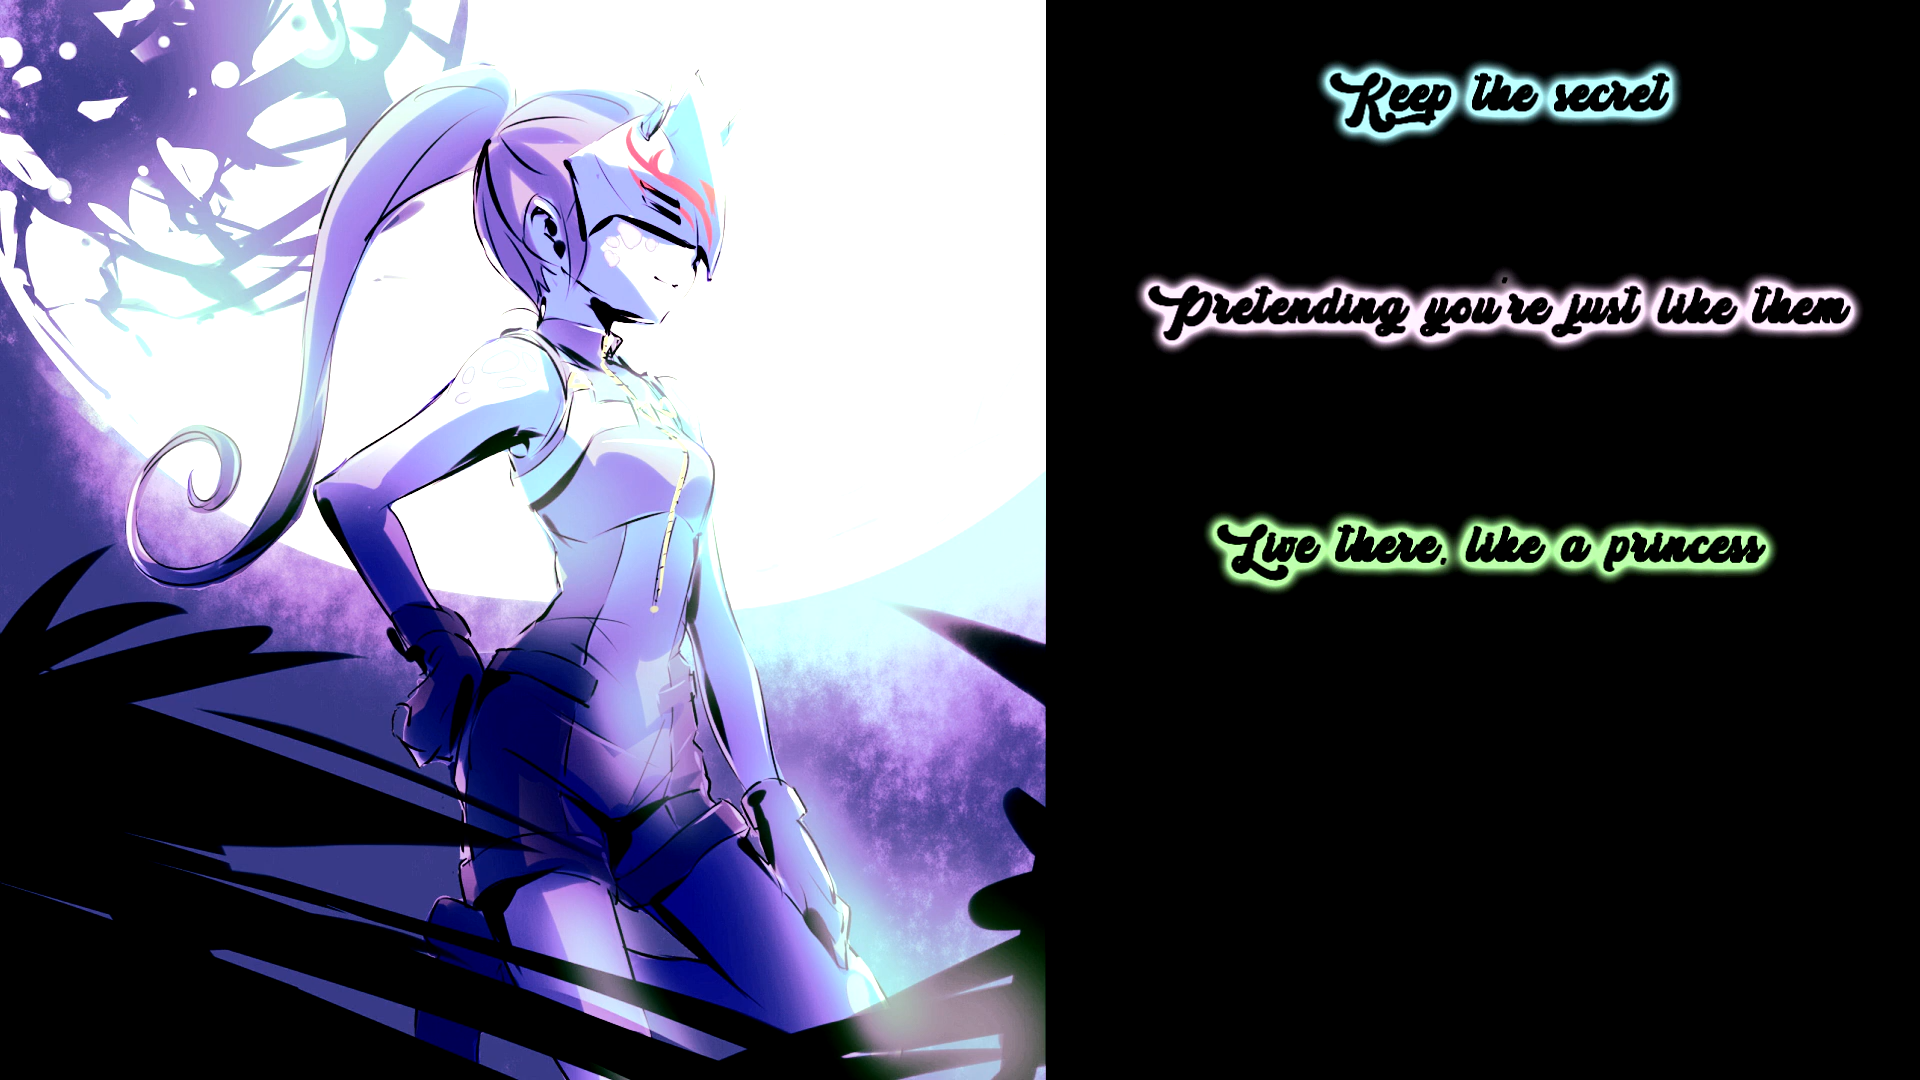 Keep the secret
Pretending you're just like them
Live there, like a princess